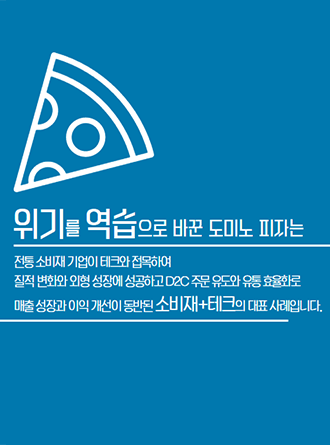 위기를 역습으로 바꾼 도미노 피자는
전통 소비재 기업이 테크와 접목하여
질적 변화와 외형 성장에 성공하고 D2C 주문 유도와 유통 효율화로
매출 성장과 이익 개선이 동반된 소비재+테크의 대표 사례입니다.